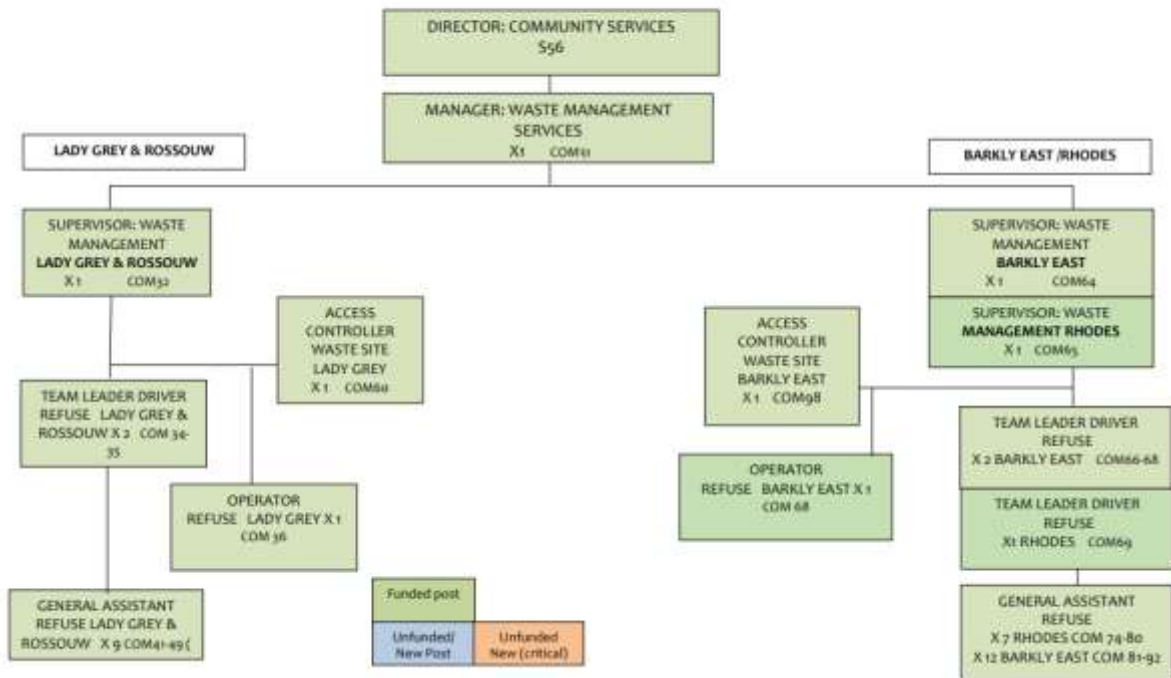 DIRECTOR: COMMUNITY SERVICES
S56
MANAGER: WASTE MANAGEMENT
SERVICES
X1 COM31
LADY GREY & ROSSOUW
BARKLY EAST /RHODES
SUPERVISOR: WASTE
MANAGEMENT
LADY GREY & ROSSOUW
X 1 COM32
SUPERVISOR: WASTE
MANAGEMENT
BARKLY EAST
X 1 COM64
SUPERVISOR: WASTE
MANAGEMENT RHODES
X 1 COM65
ACCESS
CONTROLLER
WASTE SITE
LADY GREY
X 1 COM60
ACCESS
CONTROLLER
WASTE SITE
BARKLY EAST
X 1 COM98
TEAM LEADER DRIVER
REFUSE LADY GREY &
ROSSOUW X 2 COM 34-
35
OPERATOR
REFUSE LADY GREY X 1
COM 36
OPERATOR
REFUSE BARKLY EAST X 1
COM 68
TEAM LEADER DRIVER
REFUSE
X 2 BARKLY EAST COM66-68
TEAM LEADER DRIVER
REFUSE
X1 RHODES COM69
GENERAL ASSISTANT
REFUSE LADY GREY &
ROSSOUW X 9 COM41-49 (
GENERAL ASSISTANT
REFUSE
X 7 RHODES COM 74-80
X 12 BARKLY EAST COM 81-92
Funded post
Unfunded/
New Post
Unfunded
New (critical)